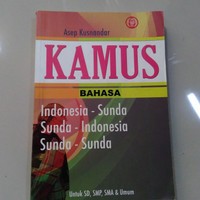 Asep Kusnandar
KAMUS
BAHASA
Indonesia - Sunda
Sunda - Indonesia
Sunda - Sunda
Untuk SD, SMP, SMA & Umum